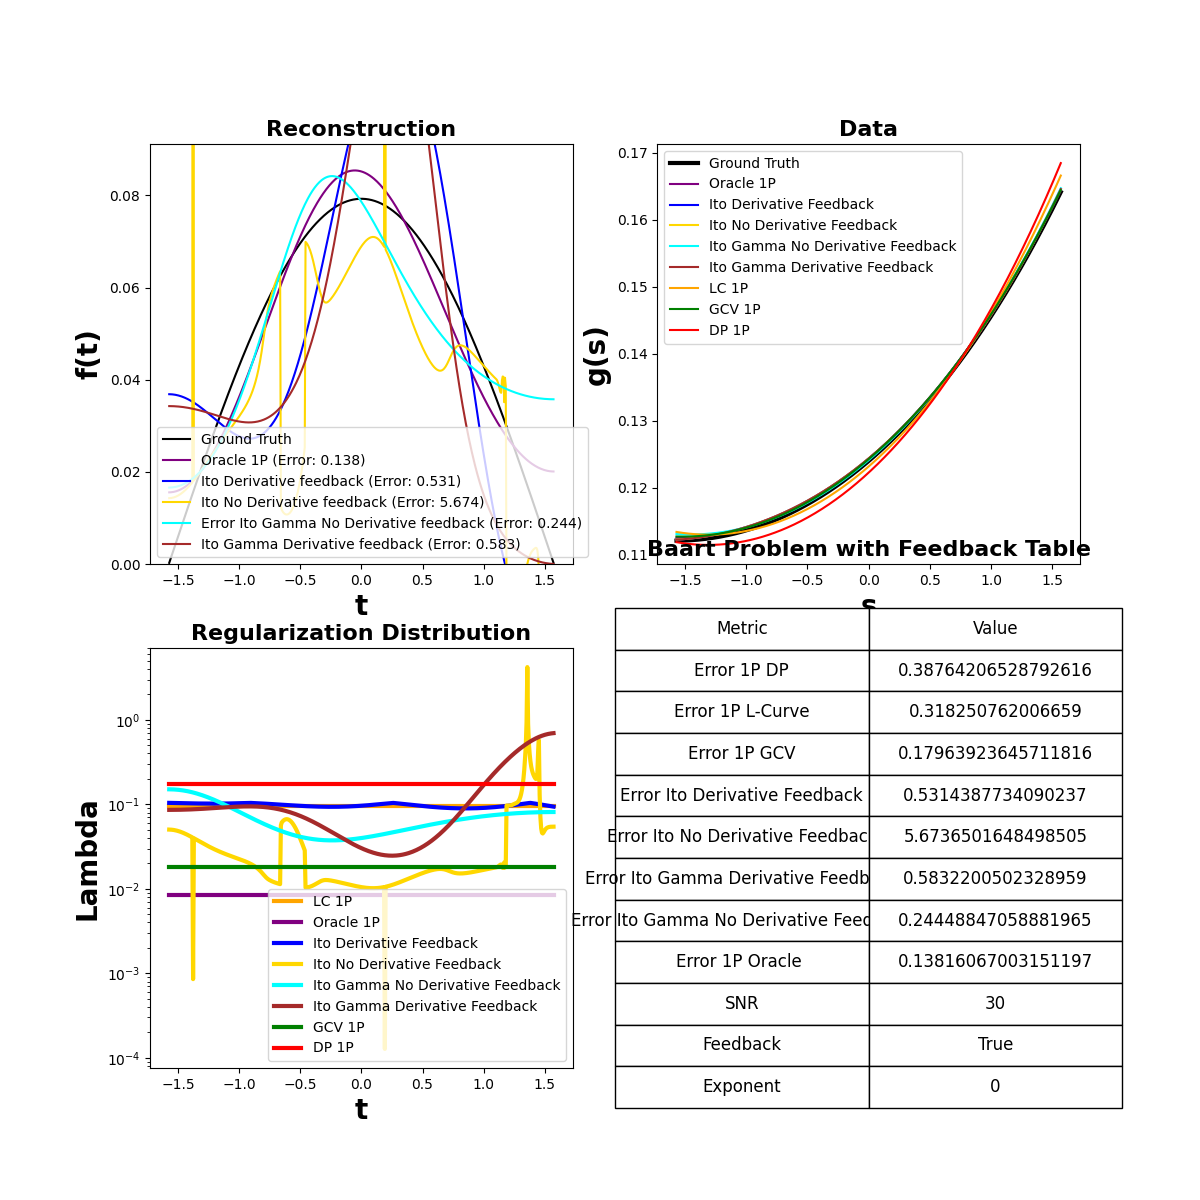 Reconstruction
f(t)
0.08
0.06
0.04
0.02
0.00
Ground Truth
Oracle 1P (Error: 0.138)
Ito Derivative feedback (Error: 0.531)
Ito No Derivative feedback (Error: 5.674)
Error Ito Gamma No Derivative feedback (Error: 0.244)
Ito Gamma Derivative feedback (Error: 0.583)
−1.5 −1.0 −0.5 0.0 0.5 1.0 1.5
t
Data
g(s)
0.17
0.16
0.15
0.14
0.13
0.12
0.11
Ground Truth
Oracle 1P
Ito Derivative Feedback
Ito No Derivative Feedback
Ito Gamma No Derivative Feedback
Ito Gamma Derivative Feedback
LC 1P
GCV 1P
DP 1P
−1.5 −1.0 −0.5 0.0 0.5 1.0 1.5
s
Regularization Distribution
Lambda
10^0
10^−1
10^−2
10^−3
10^−4
LC 1P
Oracle 1P
Ito Derivative Feedback
Ito No Derivative Feedback
Ito Gamma No Derivative Feedback
Ito Gamma Derivative Feedback
GCV 1P
DP 1P
−1.5 −1.0 −0.5 0.0 0.5 1.0 1.5
t
Baart Problem with Feedback Table
Metric Value
Error 1P DP 0.38764206528792616
Error 1P L-Curve 0.318250762006659
Error 1P GCV 0.17963923645711816
Error Ito Derivative Feedback 0.5314387734090237
Error Ito No Derivative Feedbac 5.6736501648498505
Error Ito Gamma Derivative Feedb 0.5832200502328959
Error Ito Gamma No Derivative Feed 0.24448847058881965
Error 1P Oracle 0.13816067003151197
SNR 30
Feedback True
Exponent 0